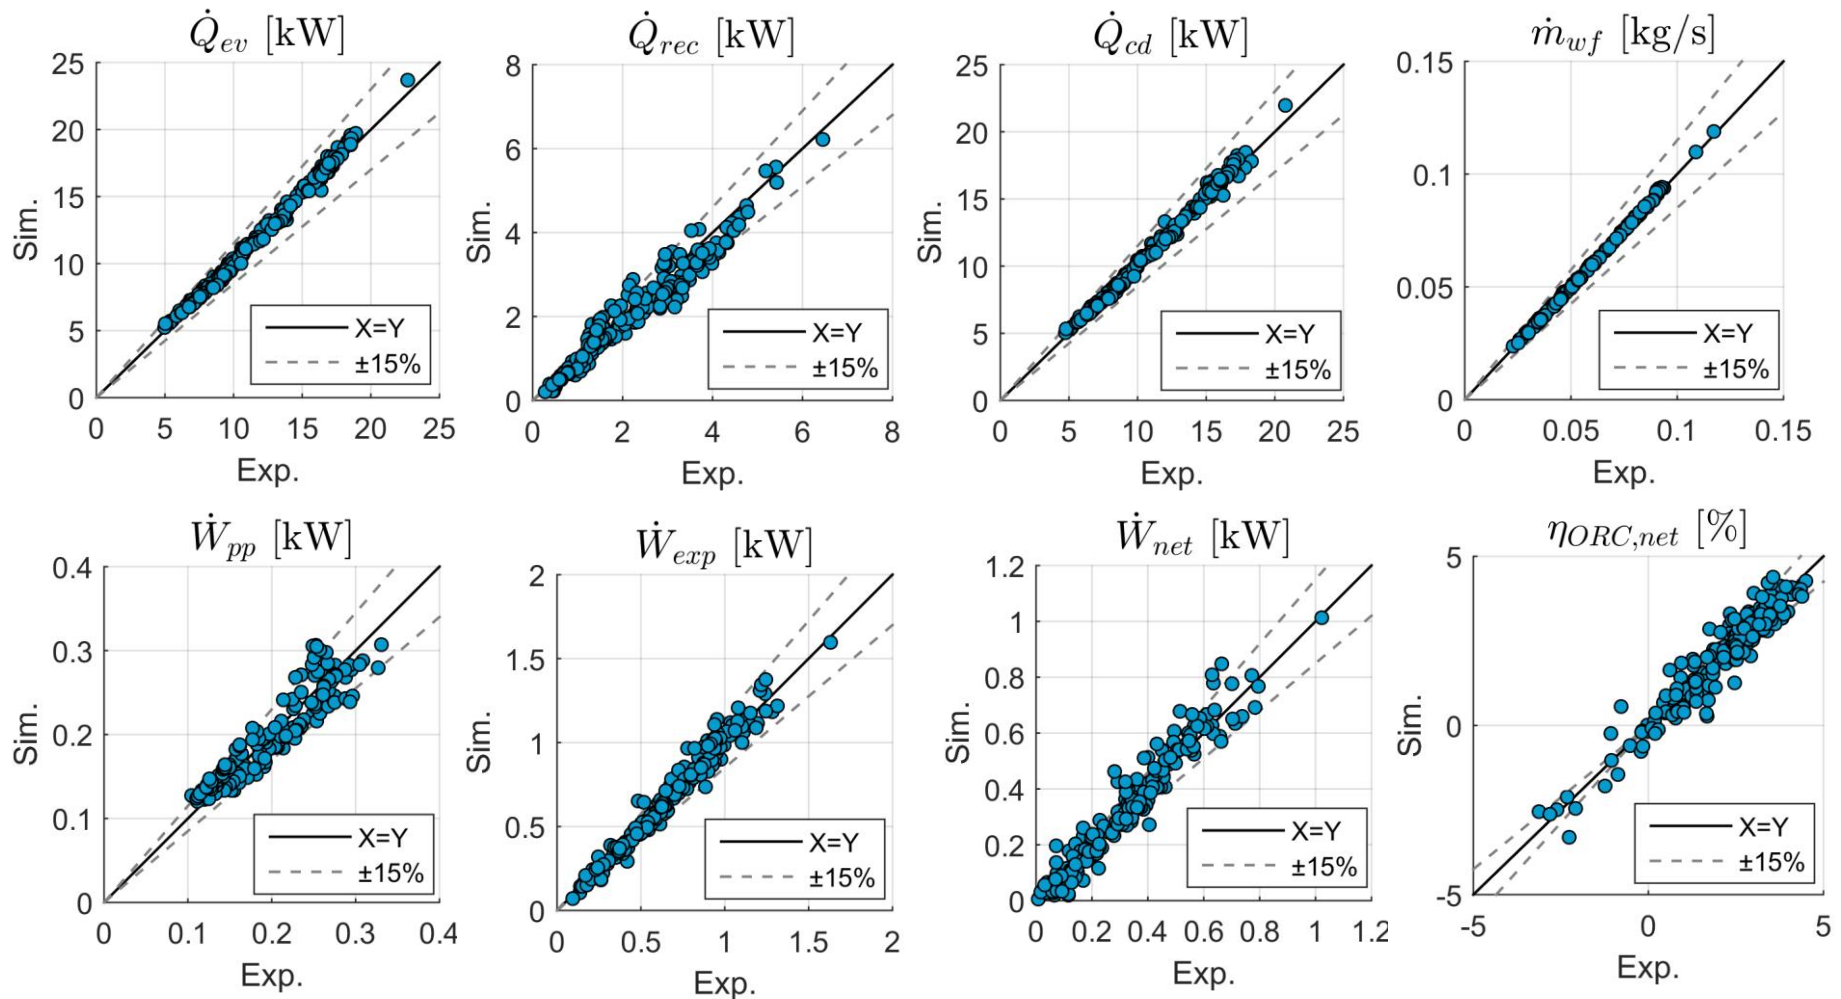 Q̇ev [kW]
25
20
15
10
5
0
0 5 10 15 20 25
Sim.
Exp.
X=Y
±15%
Q̇rec [kW]
8
6
4
2
0
0 2 4 6 8
Sim.
Exp.
X=Y
±15%
Q̇cd [kW]
25
20
15
10
5
0
0 5 10 15 20 25
Sim.
Exp.
X=Y
±15%
ṁwf [kg/s]
0.15
0.1
0.05
0
0 0.05 0.1 0.15
Exp.
X=Y
±15%
Ẇpp [kW]
0.4
0.3
0.2
0.1
0
0 0.1 0.2 0.3 0.4
Sim.
Exp.
X=Y
±15%
Ẇexp [kW]
2
1.5
1
0.5
0
0 0.5 1 1.5 2
Sim.
Exp.
X=Y
±15%
Ẇnet [kW]
1.2
1
0.8
0.6
0.4
0.2
0
0 0.2 0.4 0.6 0.8 1 1.2
Sim.
Exp.
X=Y
±15%
ηORC,net [%]
5
0
-5
-5 0 5
Sim.
Exp.
X=Y
±15%